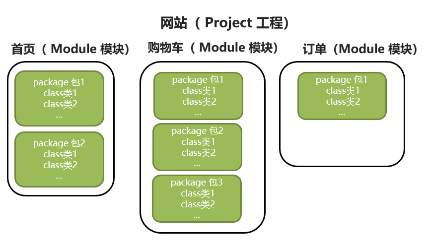 网站（ Project 工程）
首页（ Module 模块）
package 包1
class类1
class类2
...
package 包2
class类1
class类2
...
购物车（ Module 模块）
package 包1
class类1
class类2
...
package 包2
class类1
class类2
...
package 包3
class类1
class类2
...
订单（Module 模块）
package 包1
class类1
class类2
...